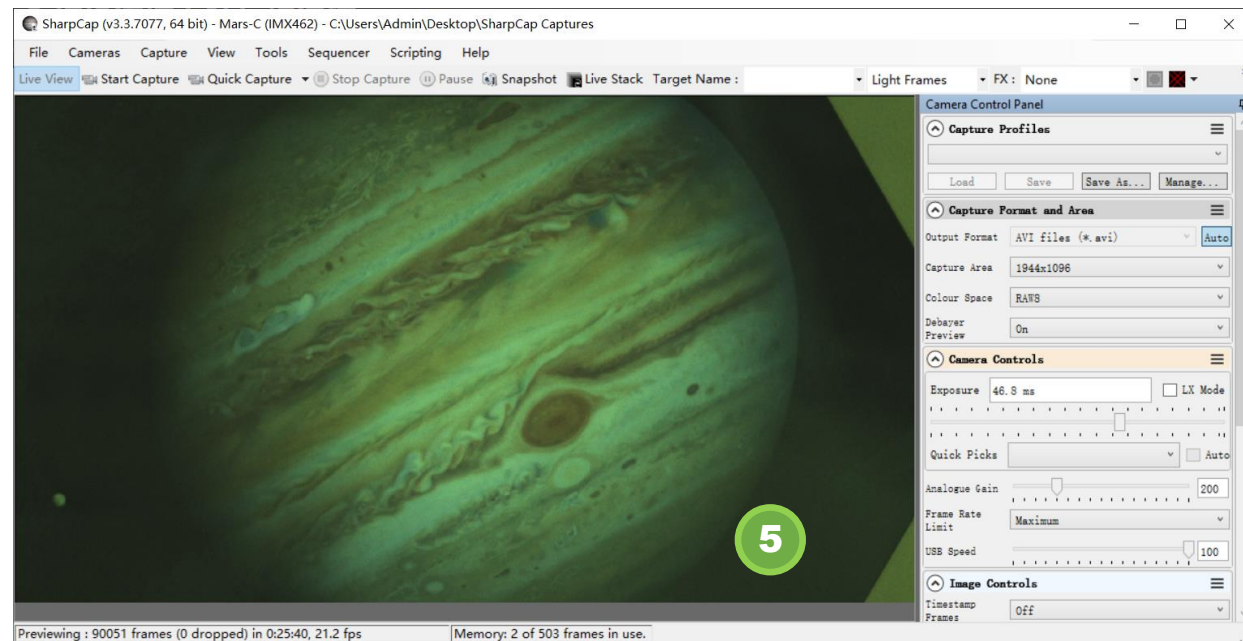 SharpCap (v3.3.7077, 64 bit) - Mars-C (IMX462) - C:\Users\Admin\Desktop\SharpCap Captures
File Cameras Capture View Tools Sequencer Scripting Help
Live View Start Capture Quick Capture Stop Capture Pause Snapshot Live Stack Target Name : Light Frames FX : None
Camera Control Panel
Capture Profiles
Load Save Save As... Manage...
Capture Format and Area
Output Format AVI files (*.avi) Auto
Capture Area 1944x1096
Colour Space RAW8
Debayer
Preview On
Camera Controls
Exposure 46.8 ms LX Mode
Quick Picks Auto
Analogue Gain 200
Frame Rate
Limit Maximum
USB Speed 100
Image Controls
Timestamp
Frames Off
5
Previewing : 90051 frames (0 dropped) in 0:25:40, 21.2 fps Memory: 2 of 503 frames in use.